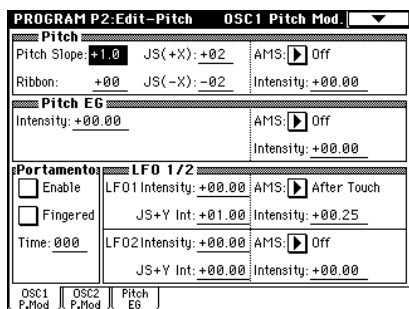 PROGRAM P2:Edit-Pitch OSC1 Pitch Mod.
Pitch
Pitch Slope: +1.0 JS(+X): +02 AMS: Off
Ribbon: +00 JS(-X): -02 Intensity: +00.00
Pitch EG
Intensity: +00.00 AMS: Off
Intensity: +00.00
Portamento LFO 1/2
Enable LFO1 Intensity: +00.00 AMS: After Touch
Fingered JS+Y Int: +01.00 Intensity: +00.25
Time: 000 LFO2 Intensity: +00.00 AMS: Off
JS+Y Int: +00.00 Intensity: +00.00
OSC1 P.Mod OSC2 P.Mod Pitch EG